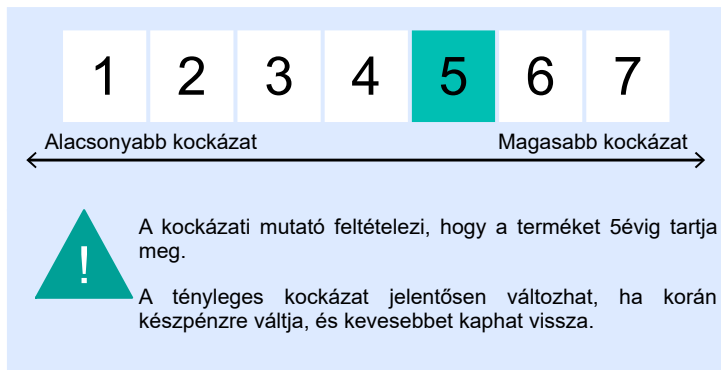 1 2 3 4 5 6 7
Alacsonyabb kockázat Magasabb kockázat
!
A kockázati mutató feltételezi, hogy a terméket 5évig tartja
meg.
A tényleges kockázat jelentősen változhat, ha korán
készpénzre váltja, és kevesebbet kaphat vissza.